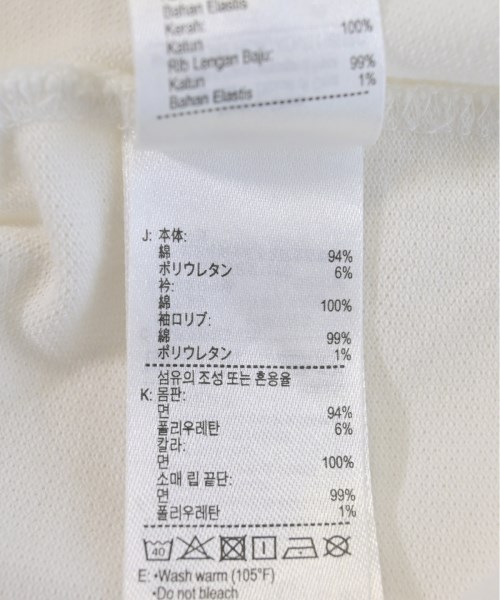 Bahan Elastis
Kerah:
Katun 100%
Rib Lengan Baju:
Katun 99%
Bahan Elastis 1%
J: 本体:
綿 94%
ポリウレタン 6%
衿:
綿 100%
袖口リブ:
綿 99%
ポリウレタン 1%
섬유의 조성 또는 혼용율
K: 몸판:
면 94%
폴리우레탄 6%
칼라:
면 100%
소매 립 끝단:
면 99%
폴리우레탄 1%
40
E: •Wash warm (105°F)
•Do not bleach